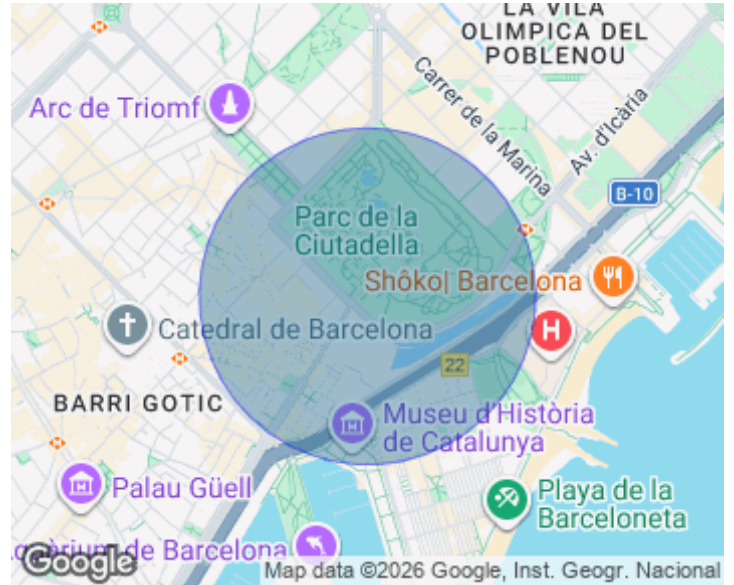 LA VILA
OLIMPICA DEL
POBLENOU
Arc de Triomf
Carrer de la Marina
Av. d'Icària
B-10
Parc de la
Ciutadella
Shôko| Barcelona
H
Catedral de Barcelona
22
BARRI GOTIC
Museu d'Història
de Catalunya
Palau Güell
Playa de la
Barceloneta
quàrium de Barcelona
Google
Map data ©2026 Google, Inst. Geogr. Nacional